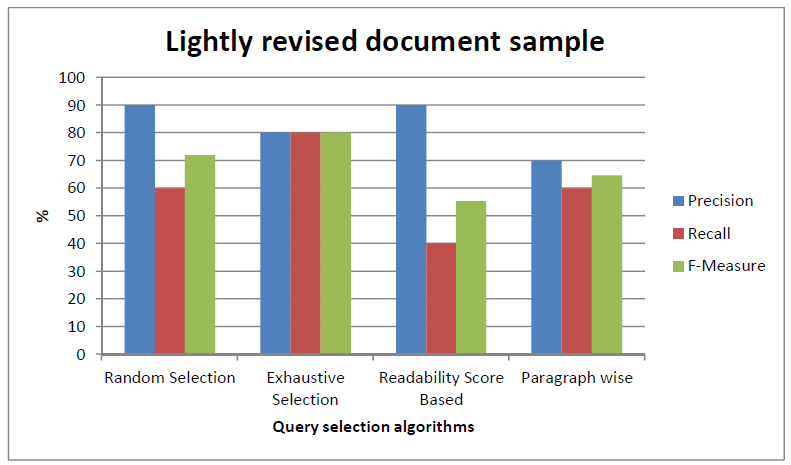 Lightly revised document sample
100
90
80
70
60
50
40
30
20
10
0
%
Random Selection
Exhaustive
Selection
Readability Score
Based
Paragraph wise
Query selection algorithms
Precision
Recall
F-Measure